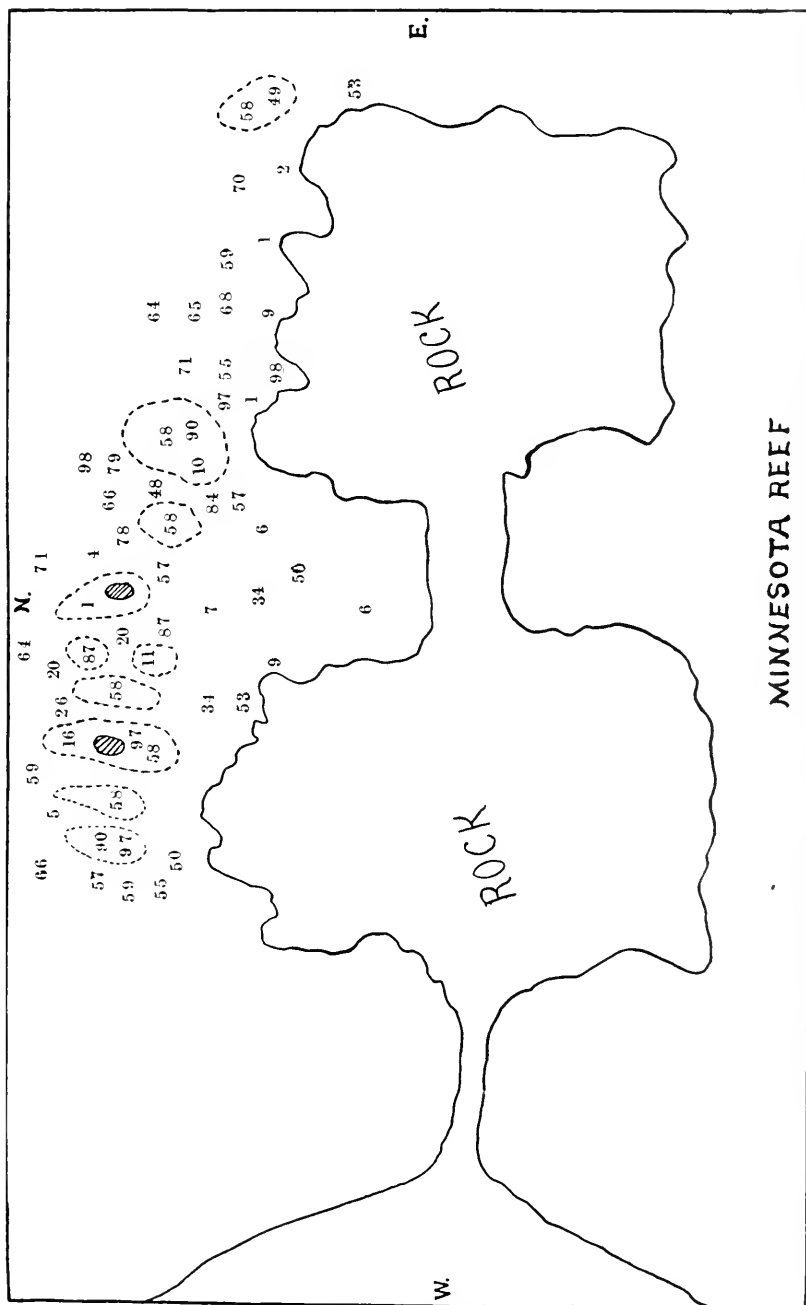 N.
64 71
66 59
5 26 20
16
87 1 4 98
57 90 66
58 58 20 78 79
59 97 97
58 11 48 64
55 50 87 57 58 58
10 90 71 65
34 7 84
97 55 68 59
53 57 70 58
34 6 1 1
9 98 9 49
50 2
6 53
W. E.
ROCK ROCK
MINNESOTA REEF